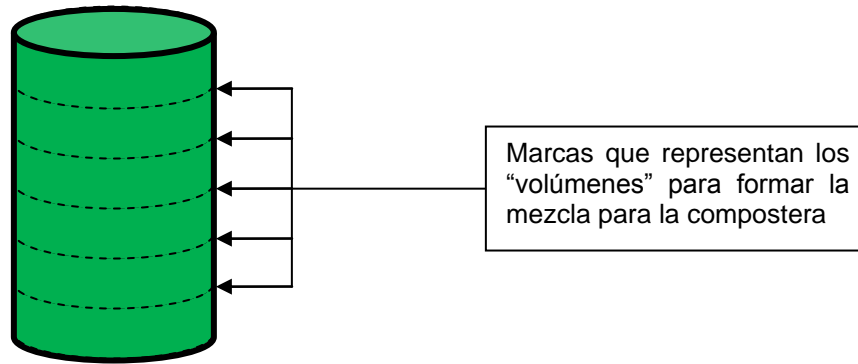 Marcas que representan los
“volúmenes” para formar la
mezcla para la compostera